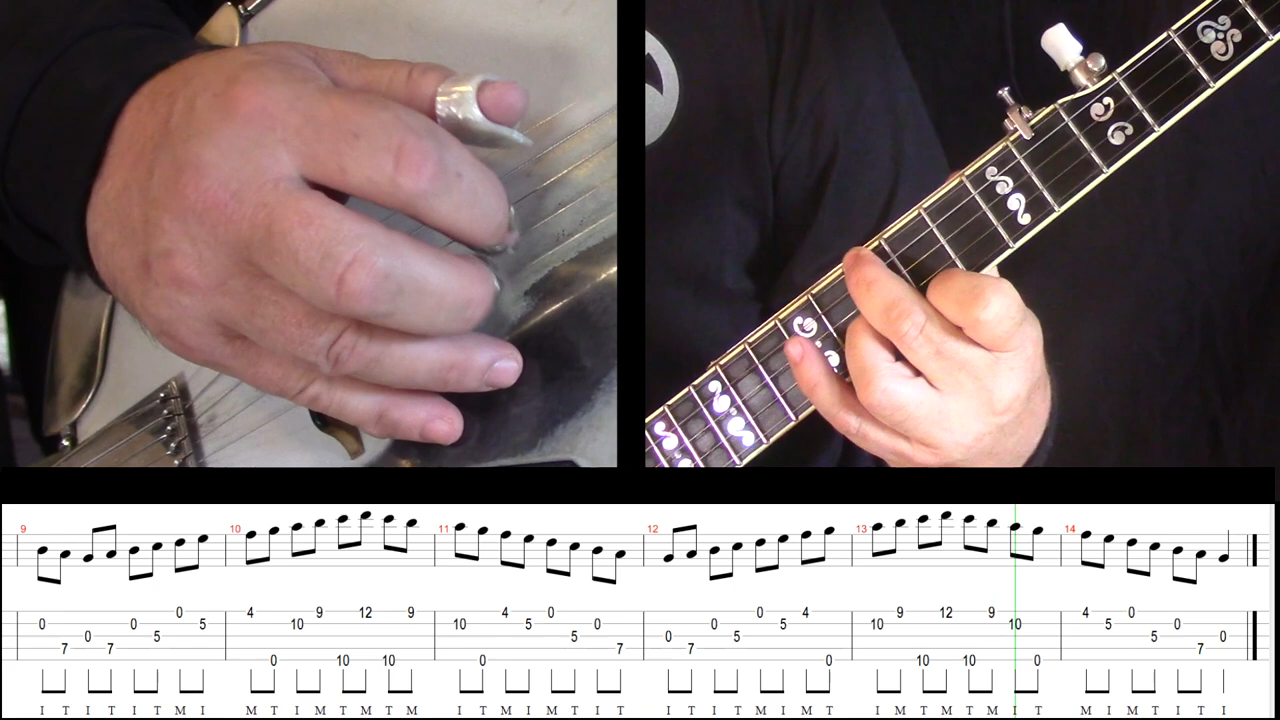 9 10 11 12 13 14
0 4 9 12 9 4 0 0 4 9 12 9 4 0
0 0 5 10 10 5 0 0 5 10 10 5 0
0 5 5 0 5 5 0
7 7 7 7 7
0 10 10 0 0 10 10 0
I T I T I T M I M T I M T M T M I T M I M T I T I T I T M I M T I M T M T M I T M I M T I T I